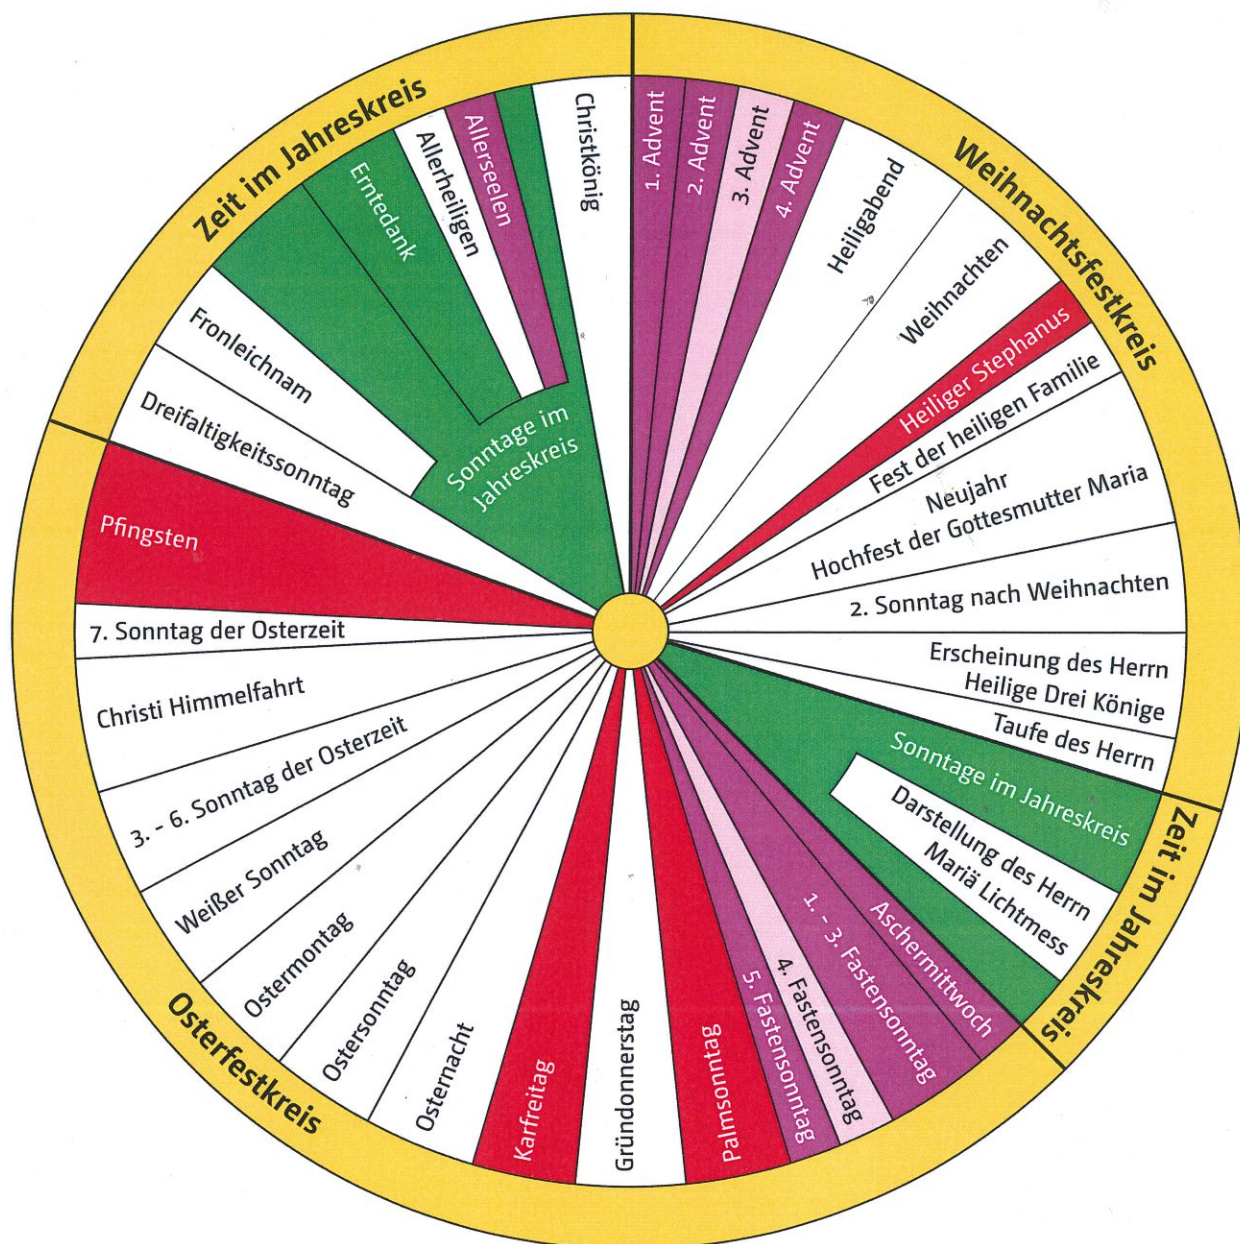 Weihnachtsfestkreis
1. Advent
2. Advent
3. Advent
4. Advent
Heiligabend
Weihnachten
Heiliger Stephanus
Fest der heiligen Familie
Neujahr
Hochfest der Gottesmutter Maria
2. Sonntag nach Weihnachten
Erscheinung des Herrn
Heilige Drei Könige
Taufe des Herrn
Zeit im Jahreskreis
Sonntage im Jahreskreis
Darstellung des Herrn
Mariä Lichtmess
Osterfestkreis
Aschermittwoch
1. - 3. Fastensonntag
4. Fastensonntag
5. Fastensonntag
Palmsonntag
Gründonnerstag
Karfreitag
Osternacht
Ostersonntag
Ostermontag
Weißer Sonntag
3. - 6. Sonntag der Osterzeit
Christi Himmelfahrt
7. Sonntag der Osterzeit
Pfingsten
Zeit im Jahreskreis
Dreifaltigkeitssonntag
Fronleichnam
Sonntage im
Jahreskreis
Erntedank
Allerheiligen
Allerseelen
Christkönig